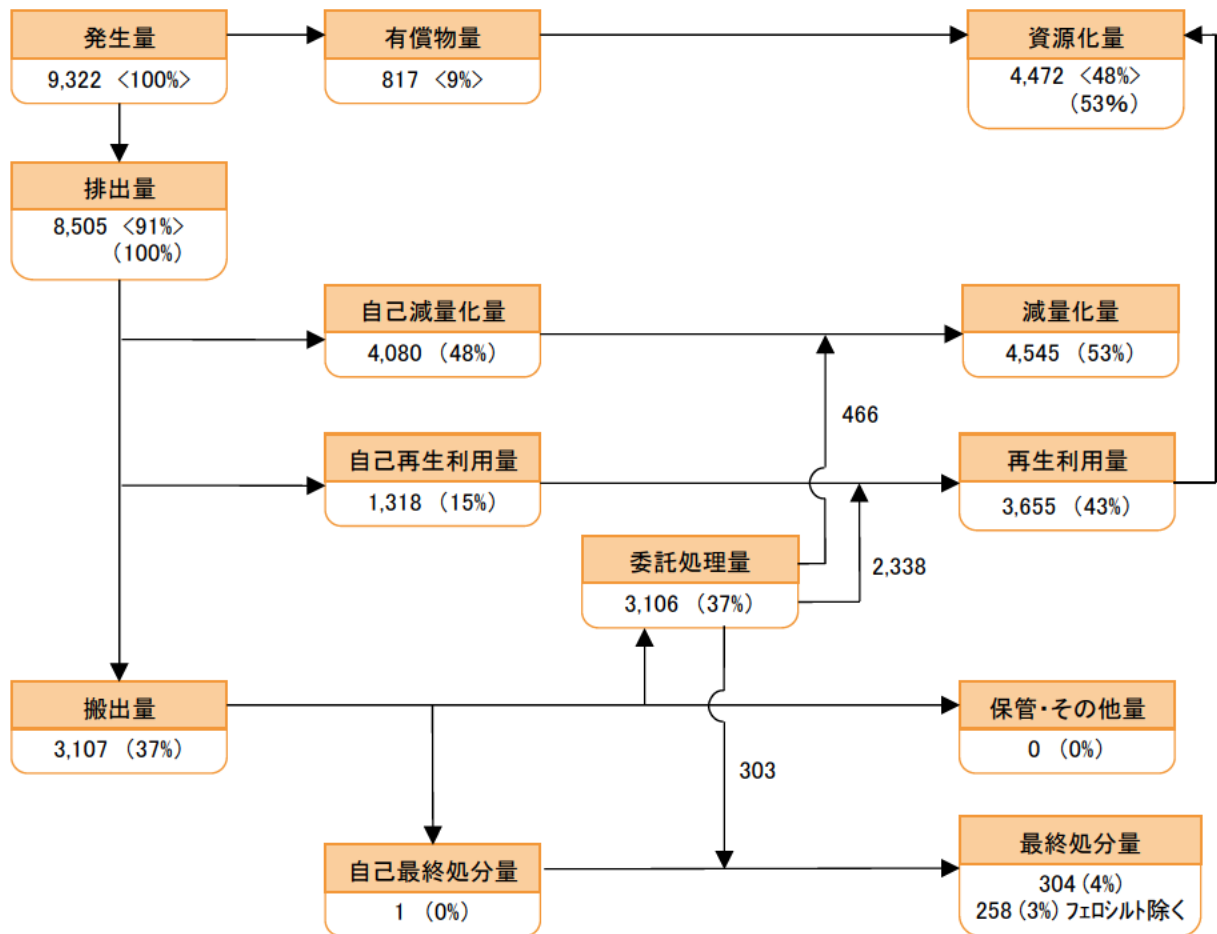 発生量
9,322 <100%>
有償物量
817 <9%>
資源化量
4,472 <48%>
(53%)
排出量
8,505 <91%>
(100%)
自己減量化量
4,080 (48%)
減量化量
4,545 (53%)
466
自己再生利用量
1,318 (15%)
再生利用量
3,655 (43%)
委託処理量
3,106 (37%)
2,338
搬出量
3,107 (37%)
保管・その他量
0 (0%)
303
自己最終処分量
1 (0%)
最終処分量
304 (4%)
258 (3%) フェロシルト除く